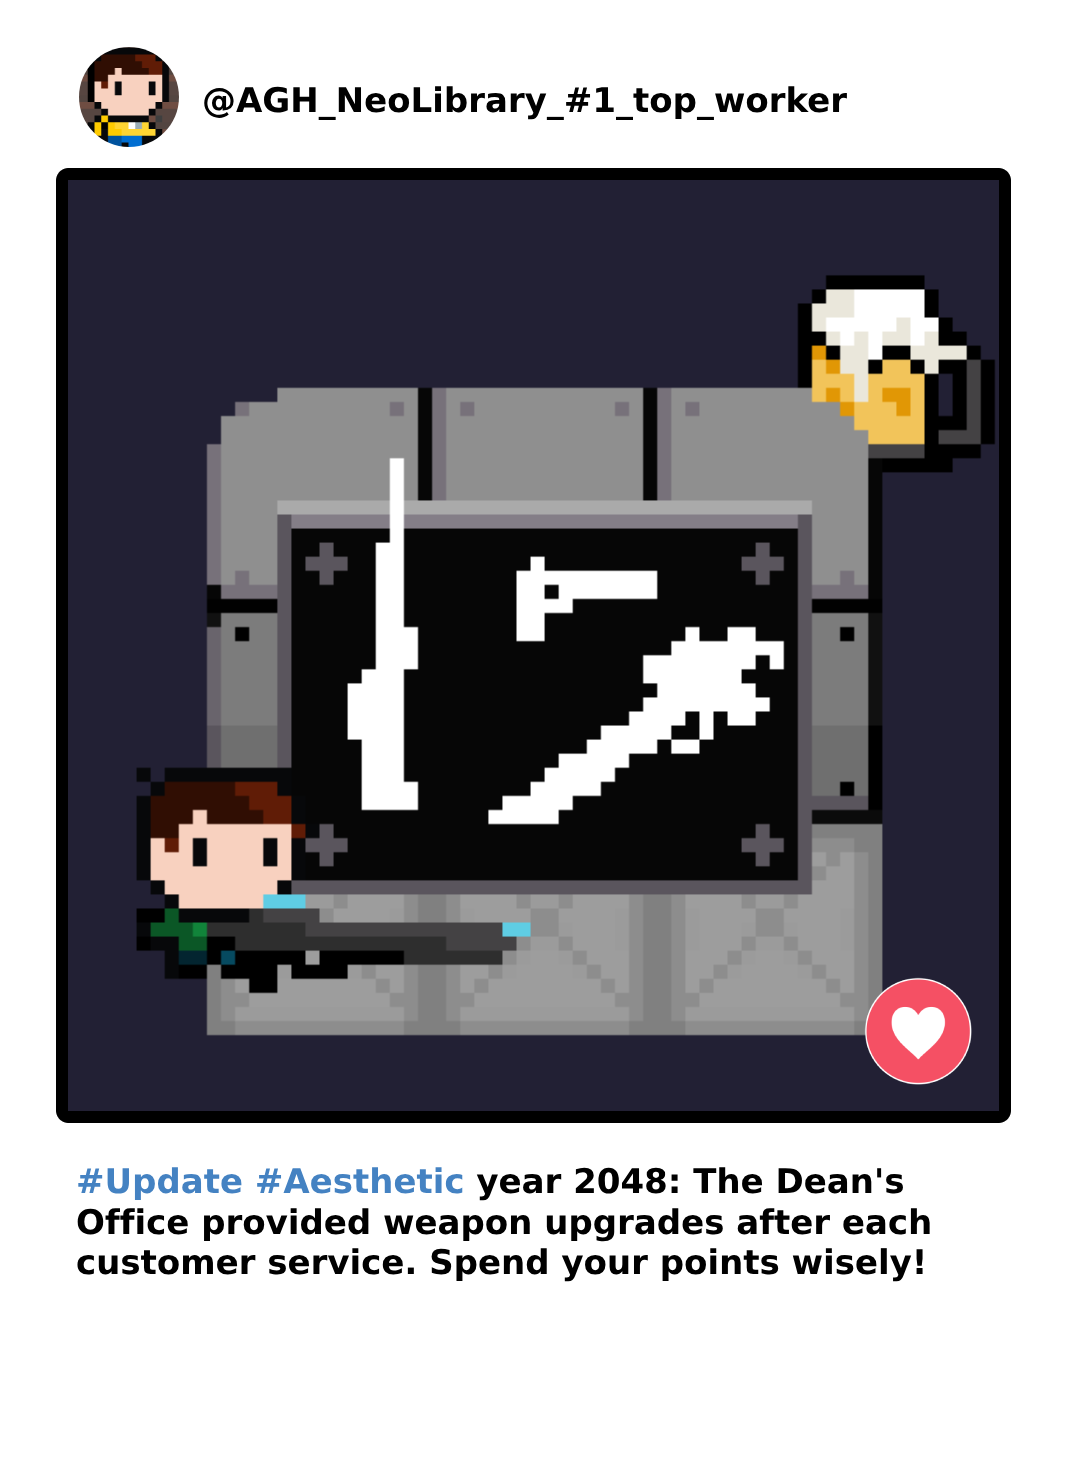 @AGH_NeoLibrary_#1_top_worker
#Update #Aesthetic year 2048: The Dean's
Office provided weapon upgrades after each
customer service. Spend your points wisely!